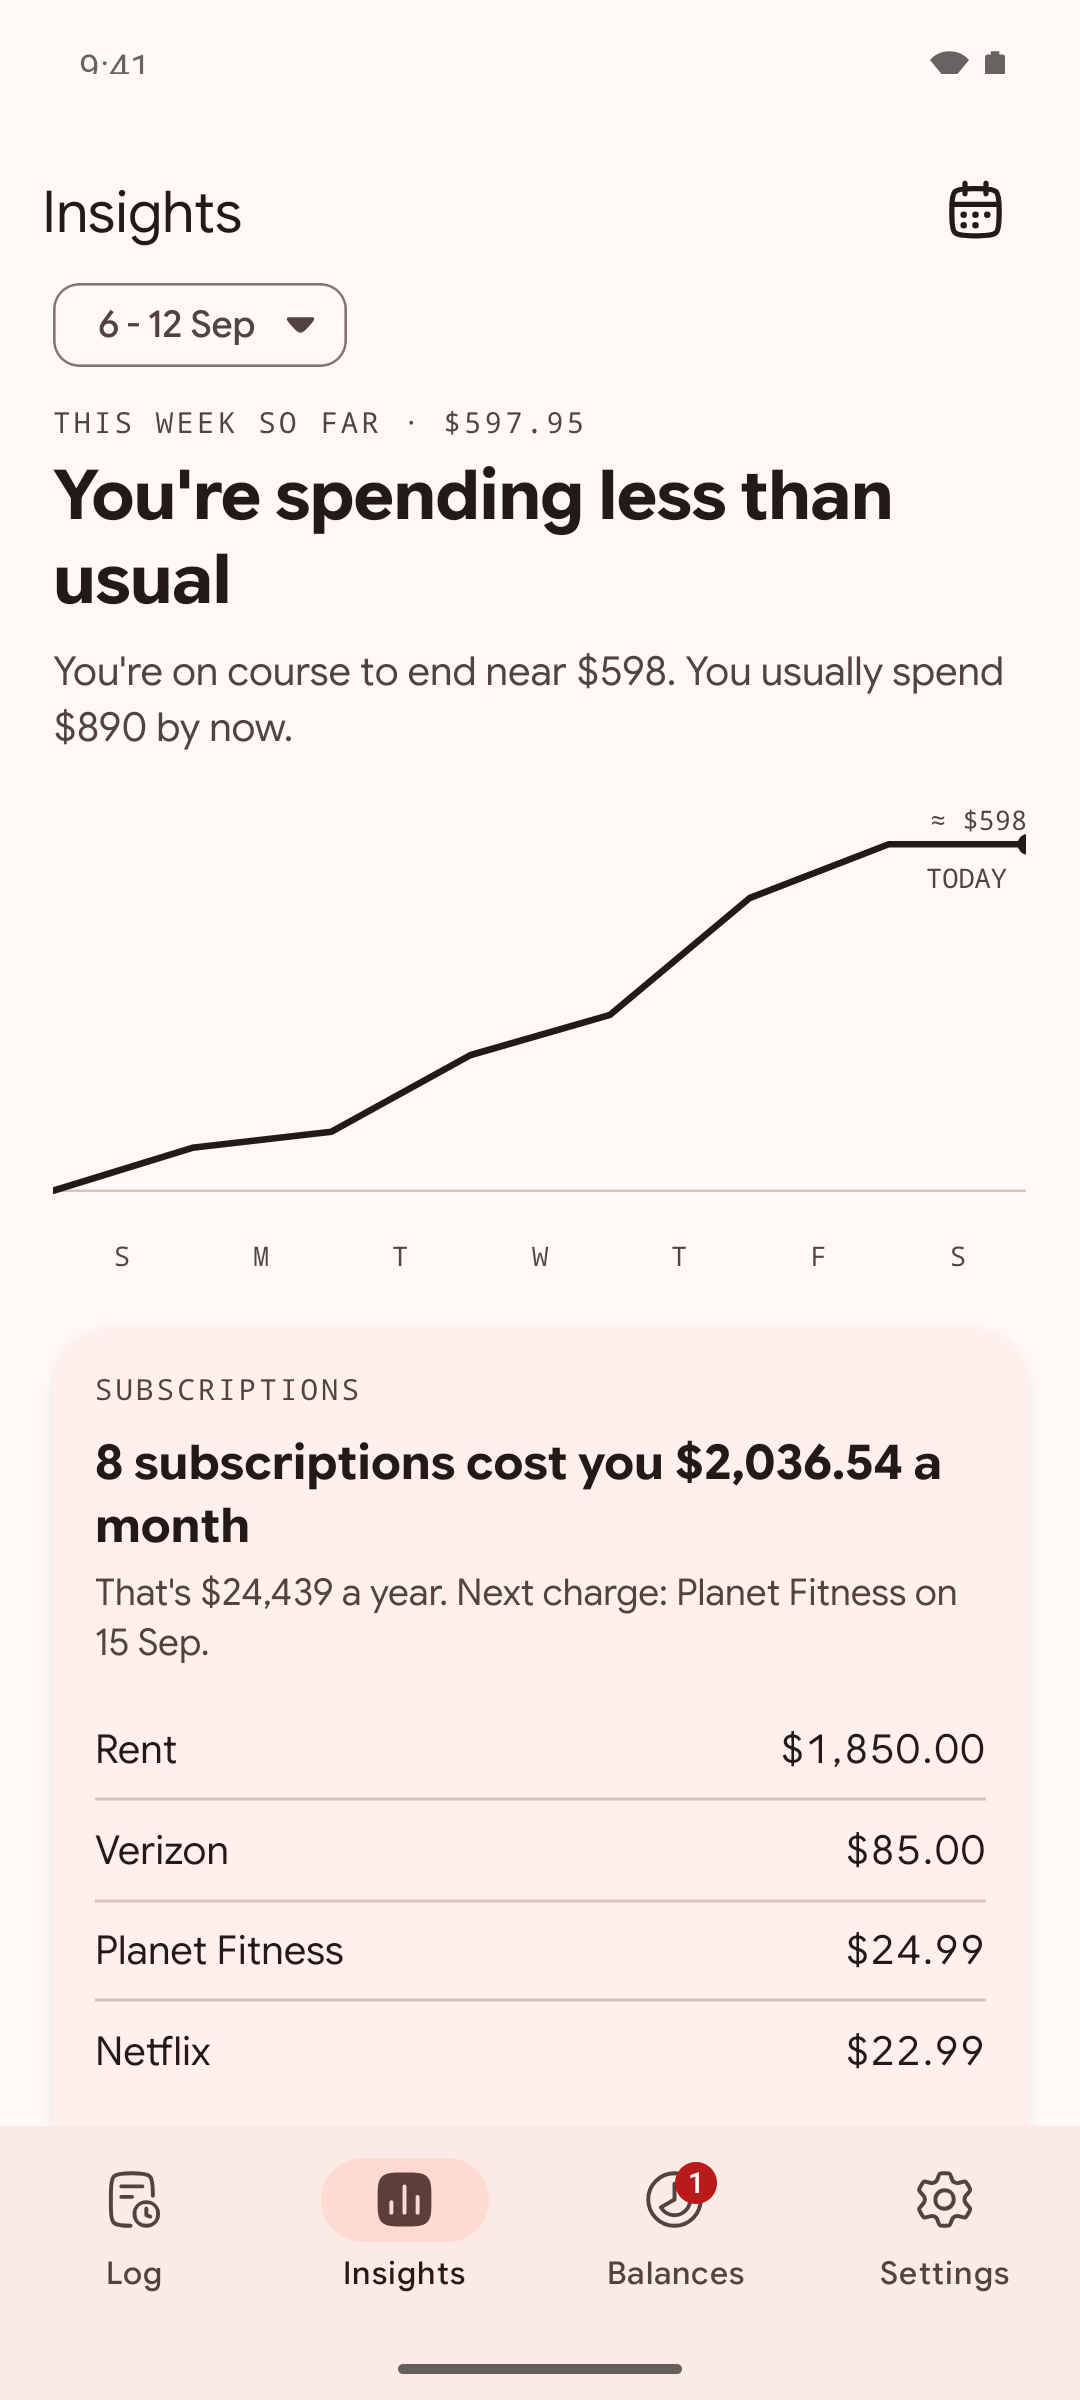 9:41
Insights
6 - 12 Sep
THIS WEEK SO FAR · $597.95
You're spending less than
usual
You're on course to end near $598. You usually spend
$890 by now.
≈ $598
TODAY
S M T W T F S
SUBSCRIPTIONS
8 subscriptions cost you $2,036.54 a
month
That's $24,439 a year. Next charge: Planet Fitness on
15 Sep.
Rent $1,850.00
Verizon $85.00
Planet Fitness $24.99
Netflix $22.99
1
Log Insights Balances Settings